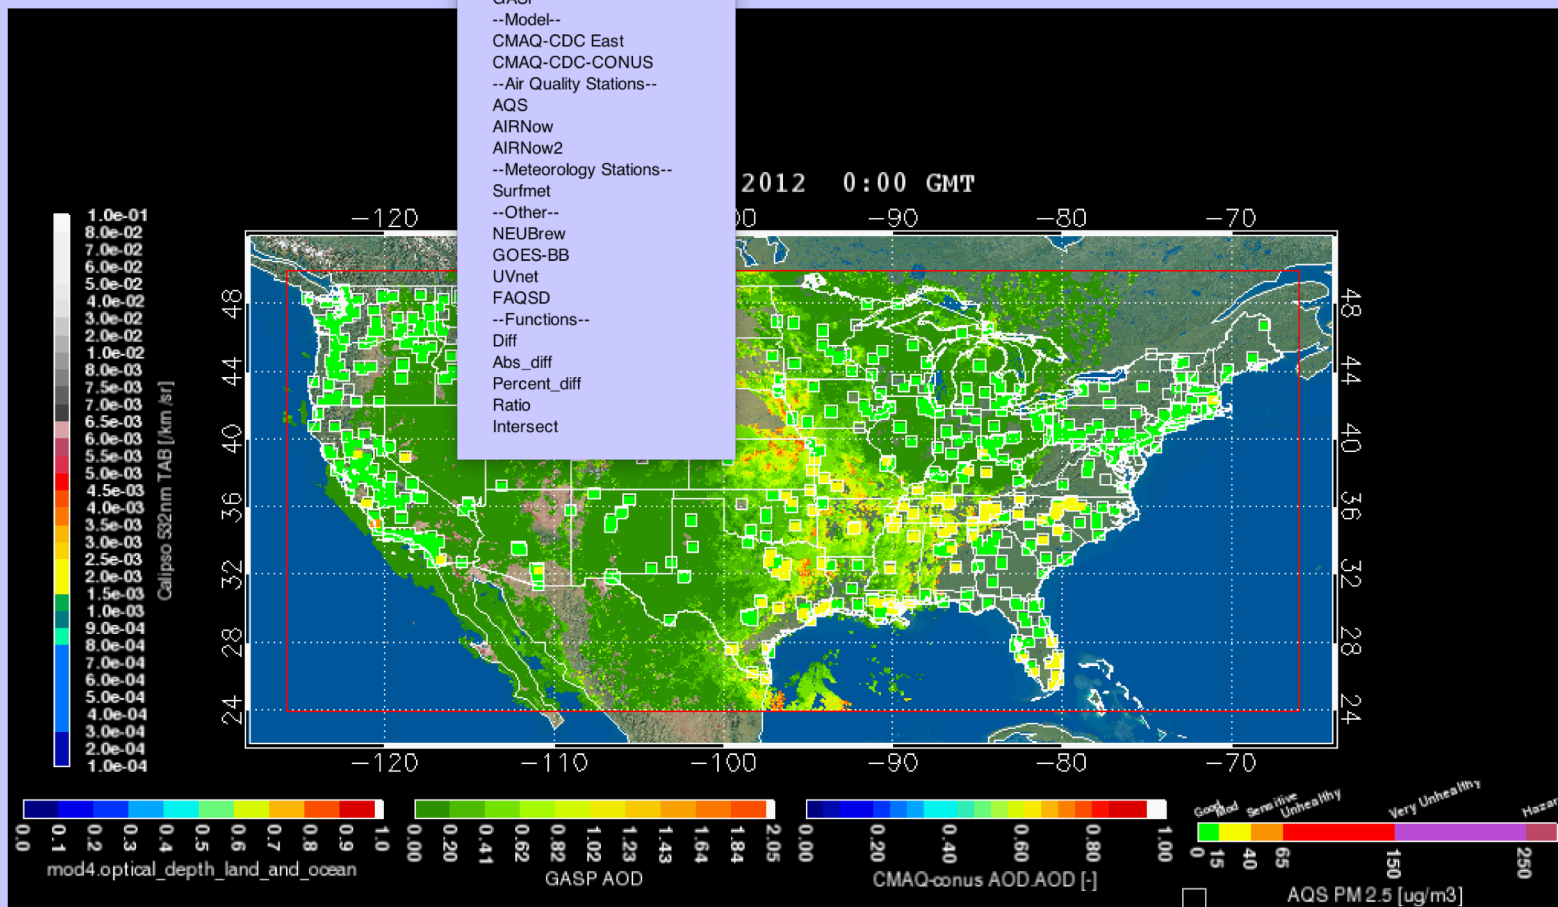 GASP
--Model--
CMAQ-CDC East
CMAQ-CDC-CONUS
--Air Quality Stations--
AQS
AIRNow
AIRNow2
--Meteorology Stations--
Surfmet
--Other--
NEUBrew
GOES-BB
UVnet
FAQSD
--Functions--
Diff
Abs_diff
Percent_diff
Ratio
Intersect
2012 0:00 GMT
−120 00 −90 −80 −70
48 48
44 44
40 40
36 36
32 32
28 28
24 24
−120 −110 −100 −90 −80 −70
1.0e-01
8.0e-02
7.0e-02
6.0e-02
5.0e-02
4.0e-02
3.0e-02
2.0e-02
1.0e-02
8.0e-03
7.5e-03
7.0e-03
6.5e-03
6.0e-03
5.5e-03
5.0e-03
4.5e-03
4.0e-03
3.5e-03
3.0e-03
2.5e-03
2.0e-03
1.5e-03
1.0e-03
9.0e-04
8.0e-04
7.0e-04
6.0e-04
5.0e-04
4.0e-04
3.0e-04
2.0e-04
1.0e-04
Calipso 532nm TAB [/km /sr]
0.0 0.1 0.2 0.3 0.4 0.5 0.6 0.7 0.8 0.9 1.0
mod4.optical_depth_land_and_ocean
0.00 0.20 0.41 0.62 0.82 1.02 1.23 1.43 1.64 1.84 2.05
GASP AOD
0.00 0.20 0.40 0.60 0.80 1.00
CMAQ-conus AOD.AOD [-]
Good Mod Sensitive Unhealthy Very Unhealthy
0 15 40 65 150 250
AQS PM 2.5 [ug/m3]